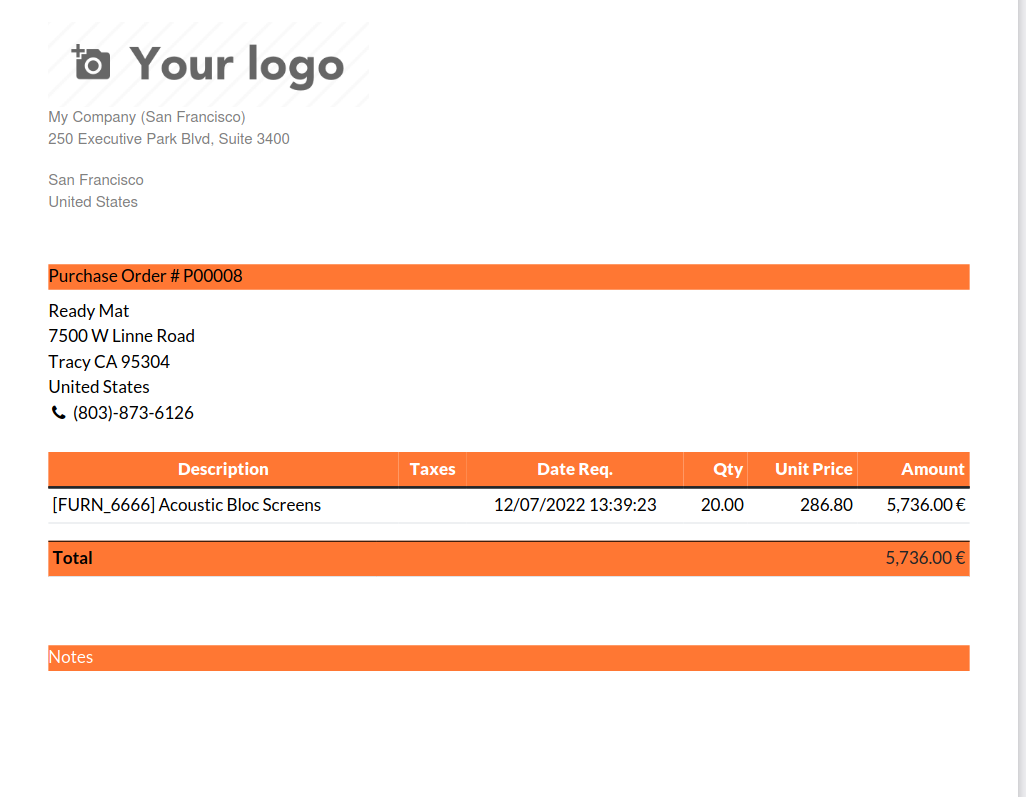 Your logo
My Company (San Francisco)
250 Executive Park Blvd, Suite 3400
San Francisco
United States
Purchase Order # P00008
Ready Mat
7500 W Linne Road
Tracy CA 95304
United States
(803)-873-6126
Description Taxes Date Req. Qty Unit Price Amount
[FURN_6666] Acoustic Bloc Screens 12/07/2022 13:39:23 20.00 286.80 5,736.00 €
Total 5,736.00 €
Notes